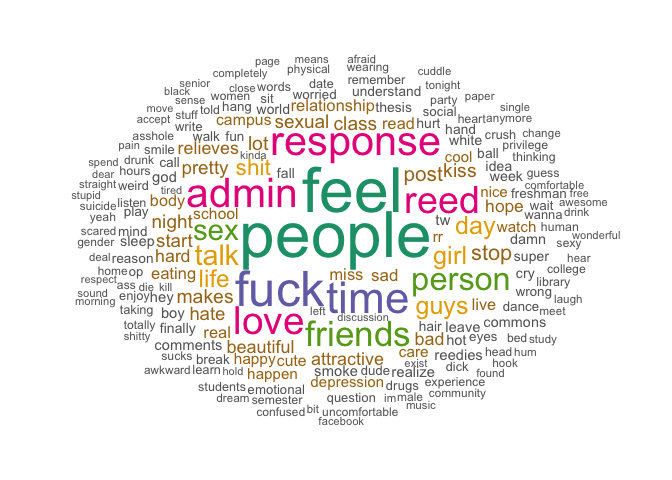 page means afraid
completely physical wearing cuddle
senior close words date remember tonight
black women sit worried understand party paper
sense told hang world relationship thesis social single
move stuff campus sexual class read hurt hand heart anymore
accept write walk fun lot response white crush change
asshole relieves kinda cool ball privilege
pain smile shit fall post kiss idea thinking
spend drunk call pretty feel week guess
dear hours god admin reed nice freshman comfortable
straight weird body tired hope wait free
stupid suicide listen school people tw wanna awesome
yeah play night sex day watch human drink
scared mind start rr damn sexy wonderful
gender sleep hard talk girl stop super hear
deal reason eating life miss sad person cry college
home op fuck time library
respect ass die kill wrong laugh
sound enjoy hey makes guys live dance meet
morning taking boy hate love left discussion
totally finally real friends hair leave commons
shitty comments beautiful bad hot eyes bed study
sucks break happy cute attractive care reedies head hum
awkward learn hold happen smoke dude exist realize dick hook
students emotional depression drugs experience found
dream semester question im male community
confused bit uncomfortable music
facebook